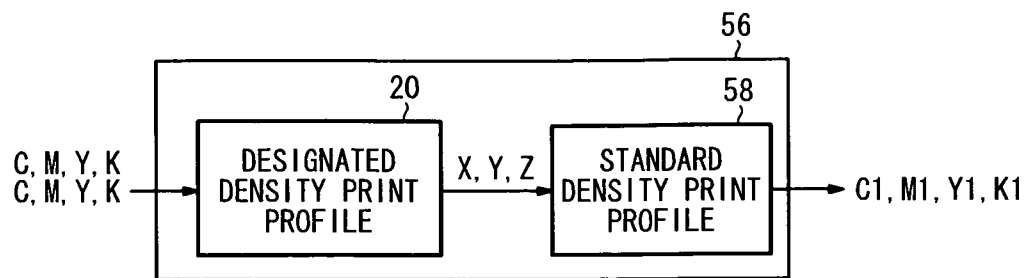 56
20
58
C, M, Y, K
C, M, Y, K
DESIGNATED
DENSITY PRINT
PROFILE
X, Y, Z
STANDARD
DENSITY PRINT
PROFILE
C1, M1, Y1, K1